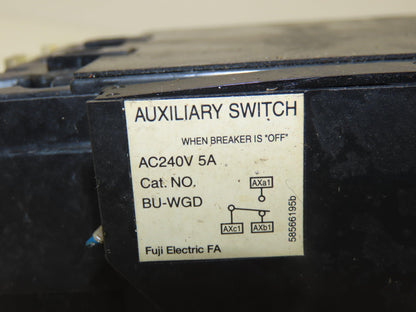 AUXILIARY SWITCH
WHEN BREAKER IS "OFF"
AC240V 5A
Cat. NO.
BU-WGD
AXa1
AXc1 AXb1
58566195b
Fuji Electric FA